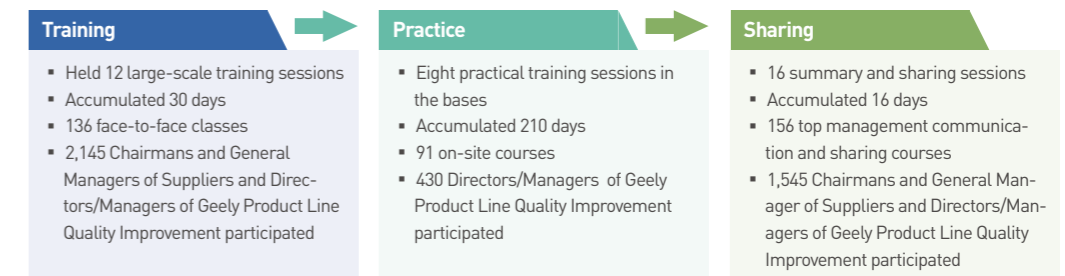 Training
▪ Held 12 large-scale training sessions
▪ Accumulated 30 days
▪ 136 face-to-face classes
▪ 2,145 Chairmans and General
Managers of Suppliers and Direc-
tors/Managers of Geely Product Line
Quality Improvement participated
Practice
▪ Eight practical training sessions in
the bases
▪ Accumulated 210 days
▪ 91 on-site courses
▪ 430 Directors/Managers of Geely
Product Line Quality Improvement
participated
Sharing
▪ 16 summary and sharing sessions
▪ Accumulated 16 days
▪ 156 top management communica-
tion and sharing courses
▪ 1,545 Chairmans and General Man-
ager of Suppliers and Directors/Man-
agers of Geely Product Line Quality
Improvement participated